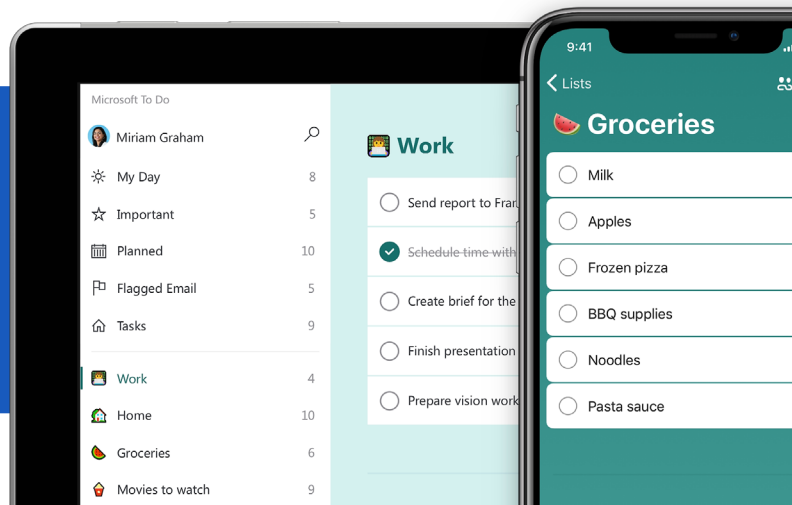 Microsoft To Do
Miriam Graham
My Day 8
Important 5
Planned 10
Flagged Email 5
Tasks 9
Work 4
Home 10
Groceries 6
Movies to watch 9
Work
Send report to
Schedule time with
Create brief for the
Finish presentation
Prepare vision work
9:41
Lists
Groceries
Milk
Apples
Frozen pizza
BBQ supplies
Noodles
Pasta sauce